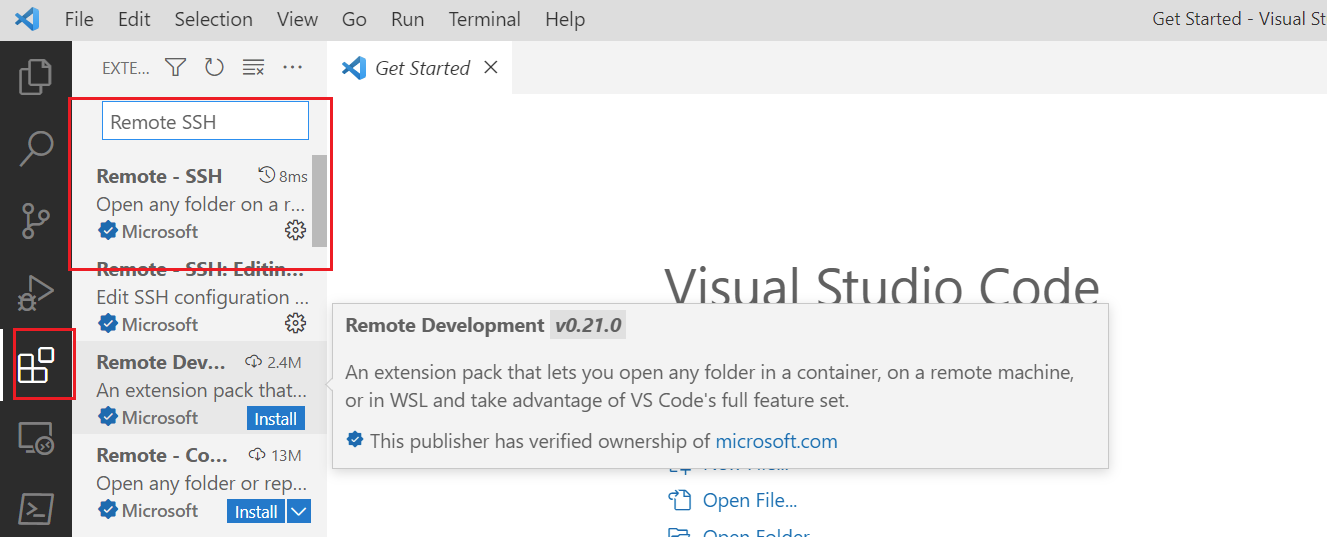 File Edit Selection View Go Run Terminal Help
Get Started - Visual St
EXTE...
Get Started
Remote SSH
Remote - SSH 8ms
Open any folder on a r...
Microsoft
Remote - SSH: Editin...
Edit SSH configuration ...
Microsoft
Remote Dev... 2.4M
An extension pack that...
Microsoft Install
Remote - Co... 13M
Open any folder or rep...
Microsoft Install
Visual Studio Code
Remote Development v0.21.0
An extension pack that lets you open any folder in a container, on a remote machine,
or in WSL and take advantage of VS Code's full feature set.
This publisher has verified ownership of microsoft.com
New File...
Open File...
Open Folder